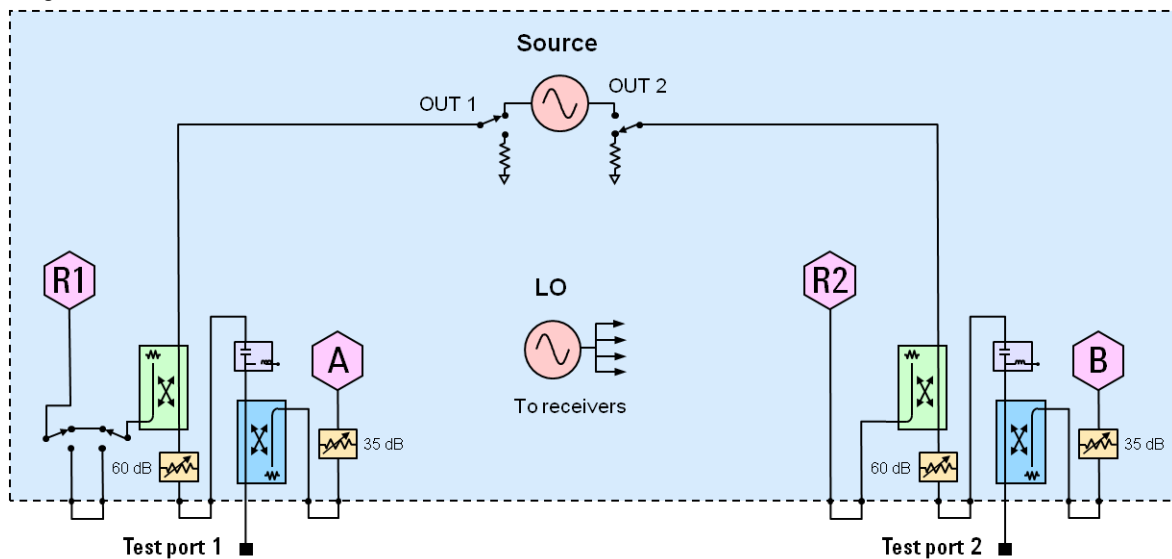 Source
OUT 1
OUT 2
R1
R2
LO
A
B
To receivers
35 dB
35 dB
60 dB
60 dB
Test port 1
Test port 2